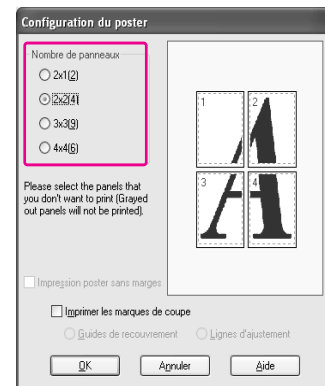 Configuration du poster
Nombre de panneaux
2x1(2)
2x2(4)
3x3(9)
4x4(6)
1
2
3
4
Please select the panels that
you don't want to print (Grayed
out panels will not be printed).
Impression poster sans marges
Imprimer les marques de coupe
Guides de recouvrement
Lignes d'ajustement
OK
Annuler
Aide